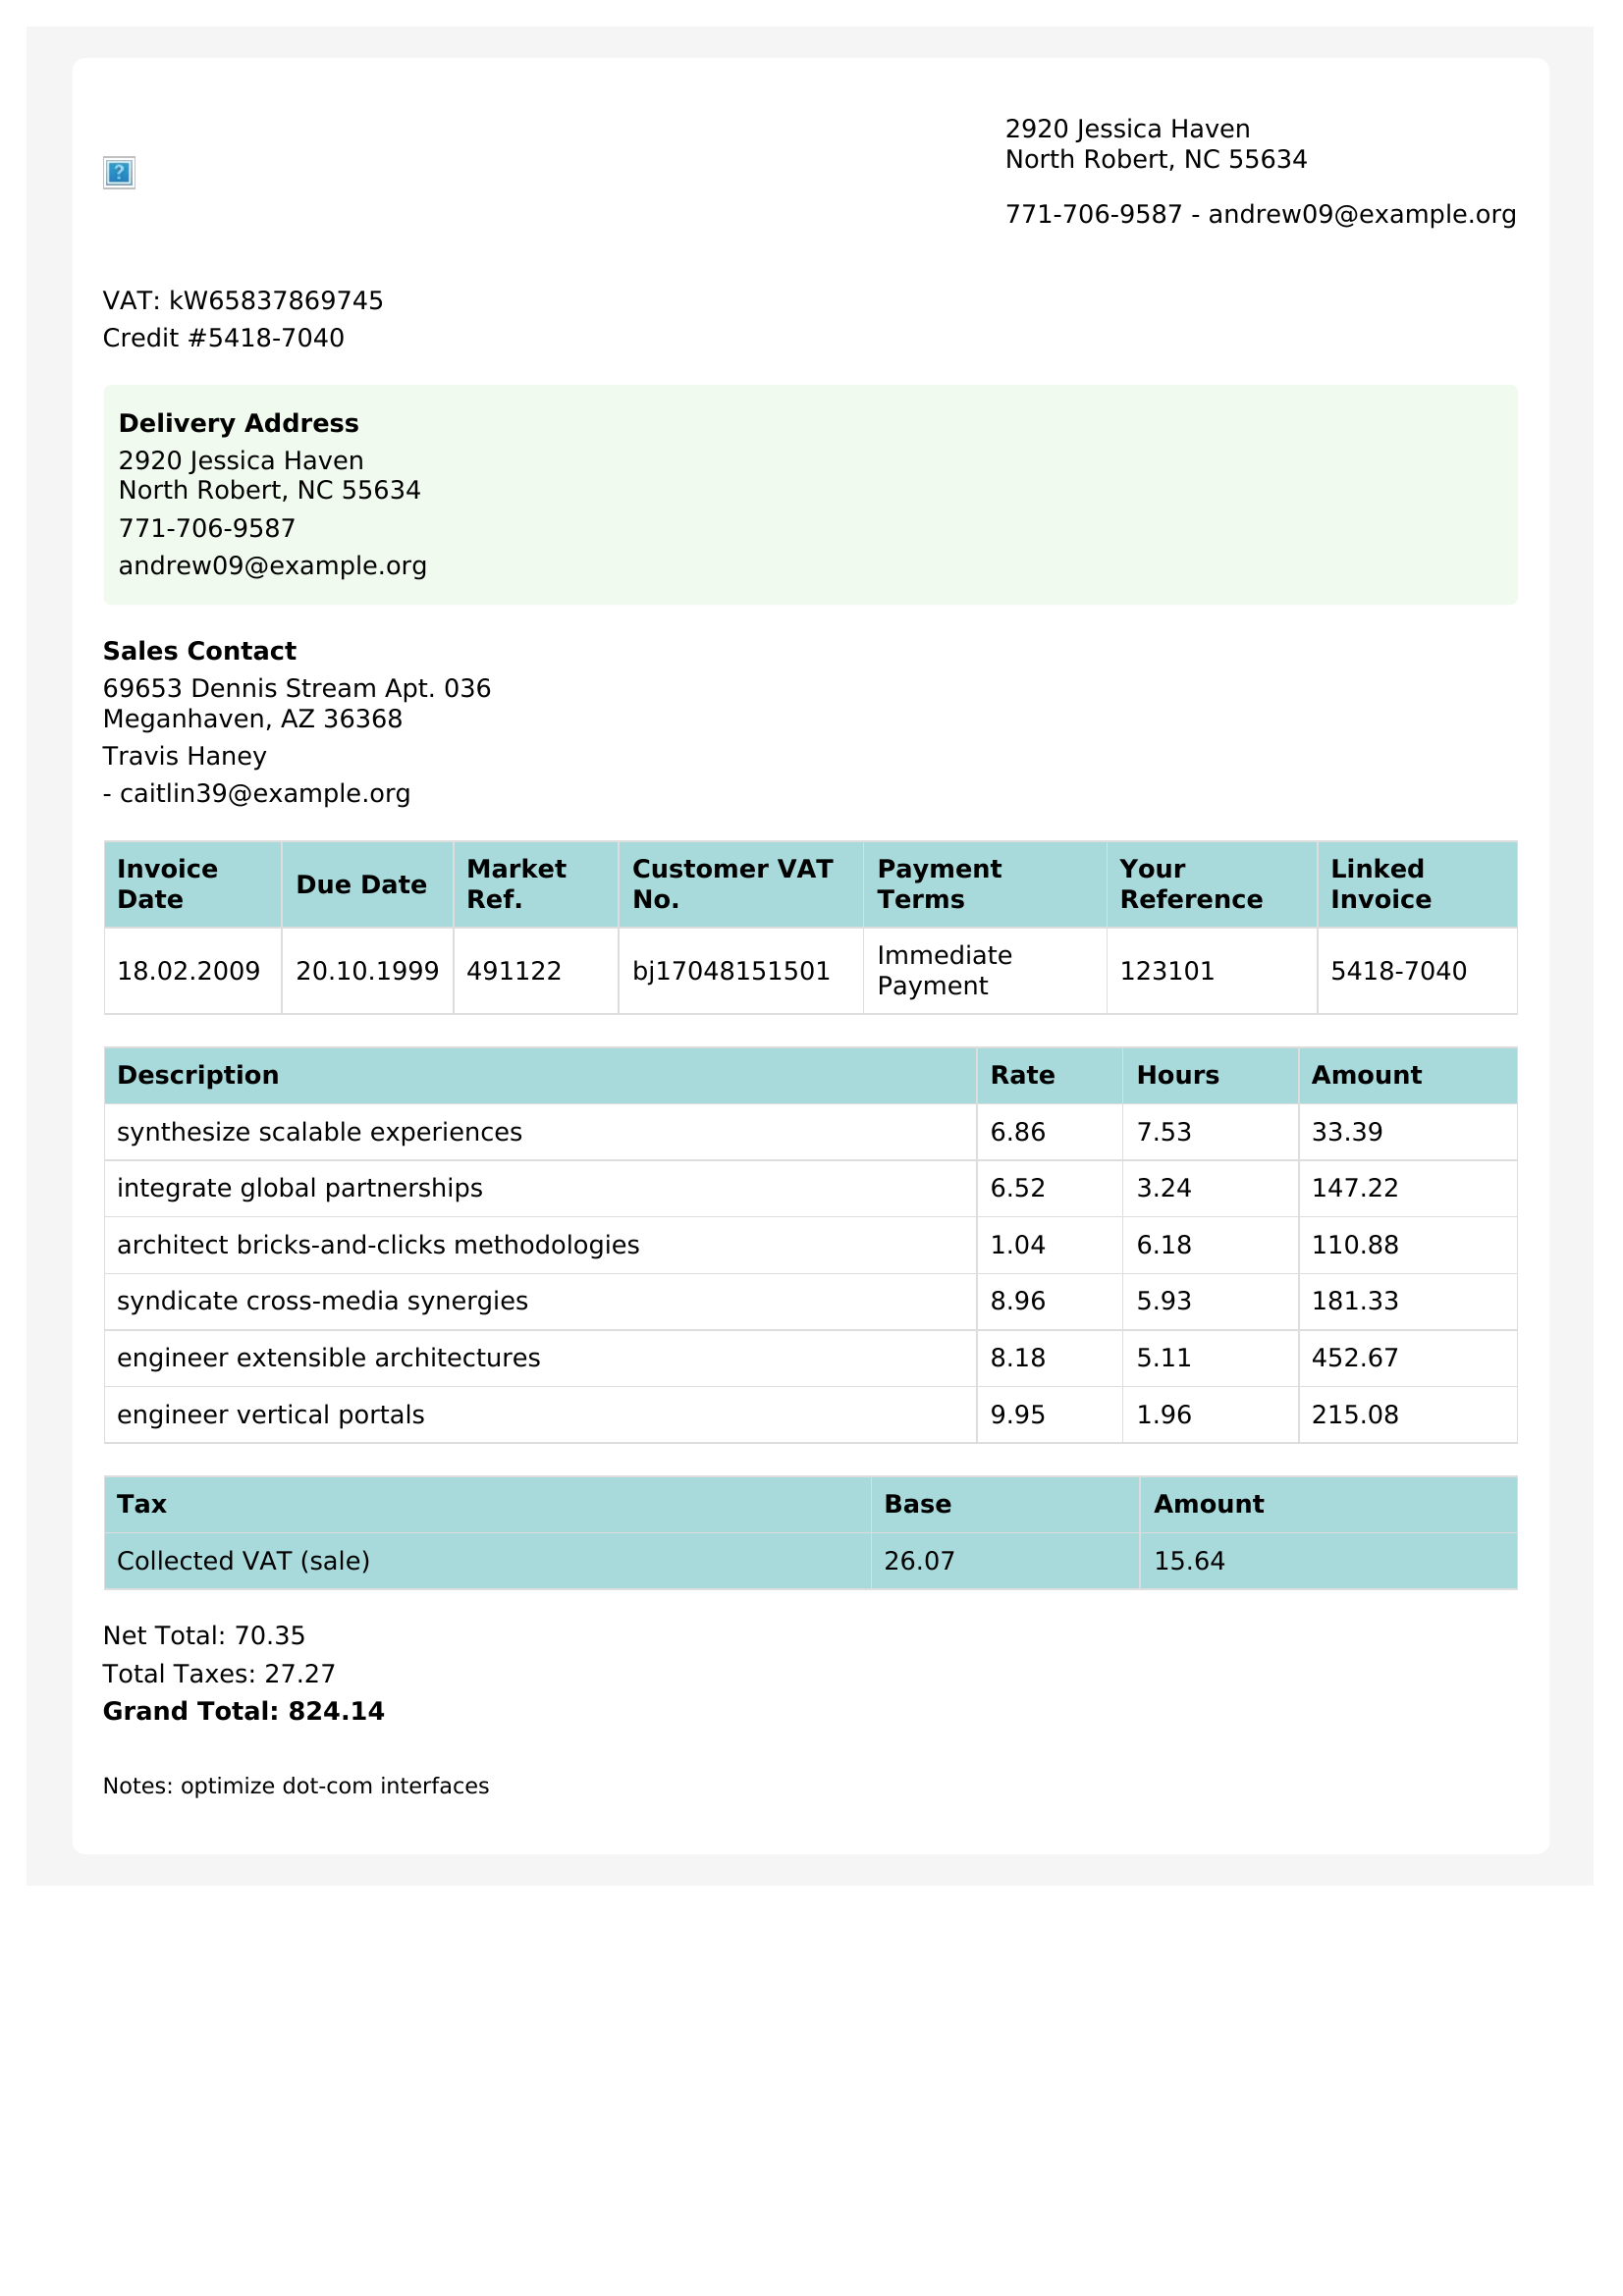 2920 Jessica Haven
North Robert, NC 55634
771-706-9587 - andrew09@example.org
VAT: kW65837869745
Credit #5418-7040
Delivery Address
2920 Jessica Haven
North Robert, NC 55634
771-706-9587
andrew09@example.org
Sales Contact
69653 Dennis Stream Apt. 036
Meganhaven, AZ 36368
Travis Haney
- caitlin39@example.org
Invoice Date Due Date Market Ref. Customer VAT No. Payment Terms Your Reference Linked Invoice
18.02.2009 20.10.1999 491122 bj17048151501 Immediate Payment 123101 5418-7040
Description Rate Hours Amount
synthesize scalable experiences 6.86 7.53 33.39
integrate global partnerships 6.52 3.24 147.22
architect bricks-and-clicks methodologies 1.04 6.18 110.88
syndicate cross-media synergies 8.96 5.93 181.33
engineer extensible architectures 8.18 5.11 452.67
engineer vertical portals 9.95 1.96 215.08
Tax Base Amount
Collected VAT (sale) 26.07 15.64
Net Total: 70.35
Total Taxes: 27.27
Grand Total: 824.14
Notes: optimize dot-com interfaces